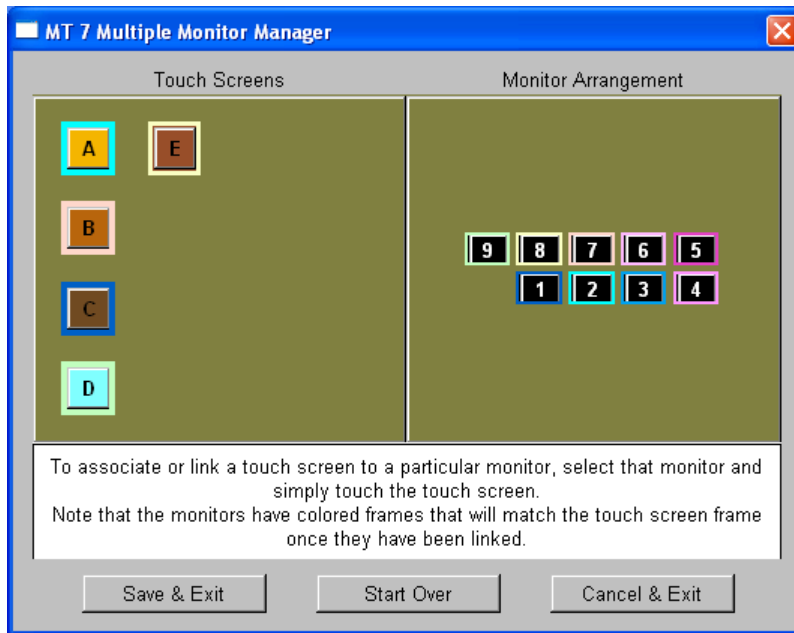 MT 7 Multiple Monitor Manager
Touch Screens
Monitor Arrangement
A E
B
C
D
9 8 7 6 5
1 2 3 4
To associate or link a touch screen to a particular monitor, select that monitor and
simply touch the touch screen.
Note that the monitors have colored frames that will match the touch screen frame
once they have been linked.
Save & Exit
Start Over
Cancel & Exit